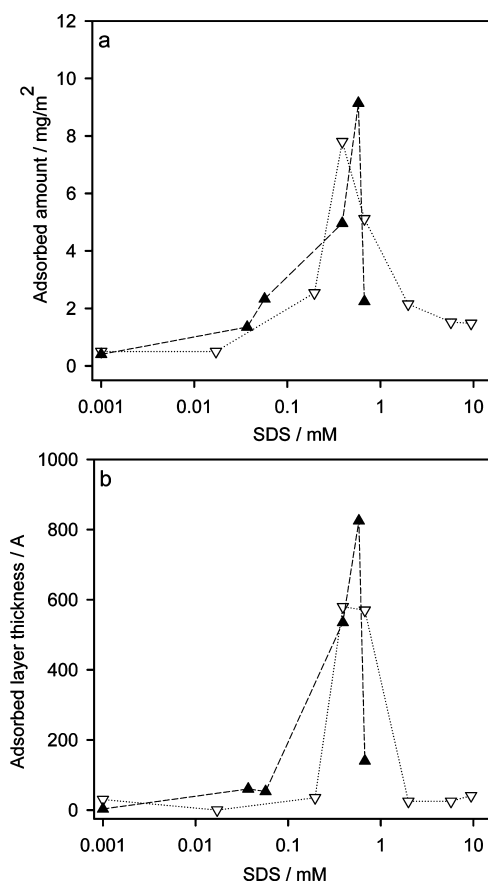 a
12
10
8
6
4
2
0
Adsorbed amount / mg/m²
0.001 0.01 0.1 1 10
SDS / mM
b
1000
800
600
400
200
0
Adsorbed layer thickness / A
0.001 0.01 0.1 1 10
SDS / mM